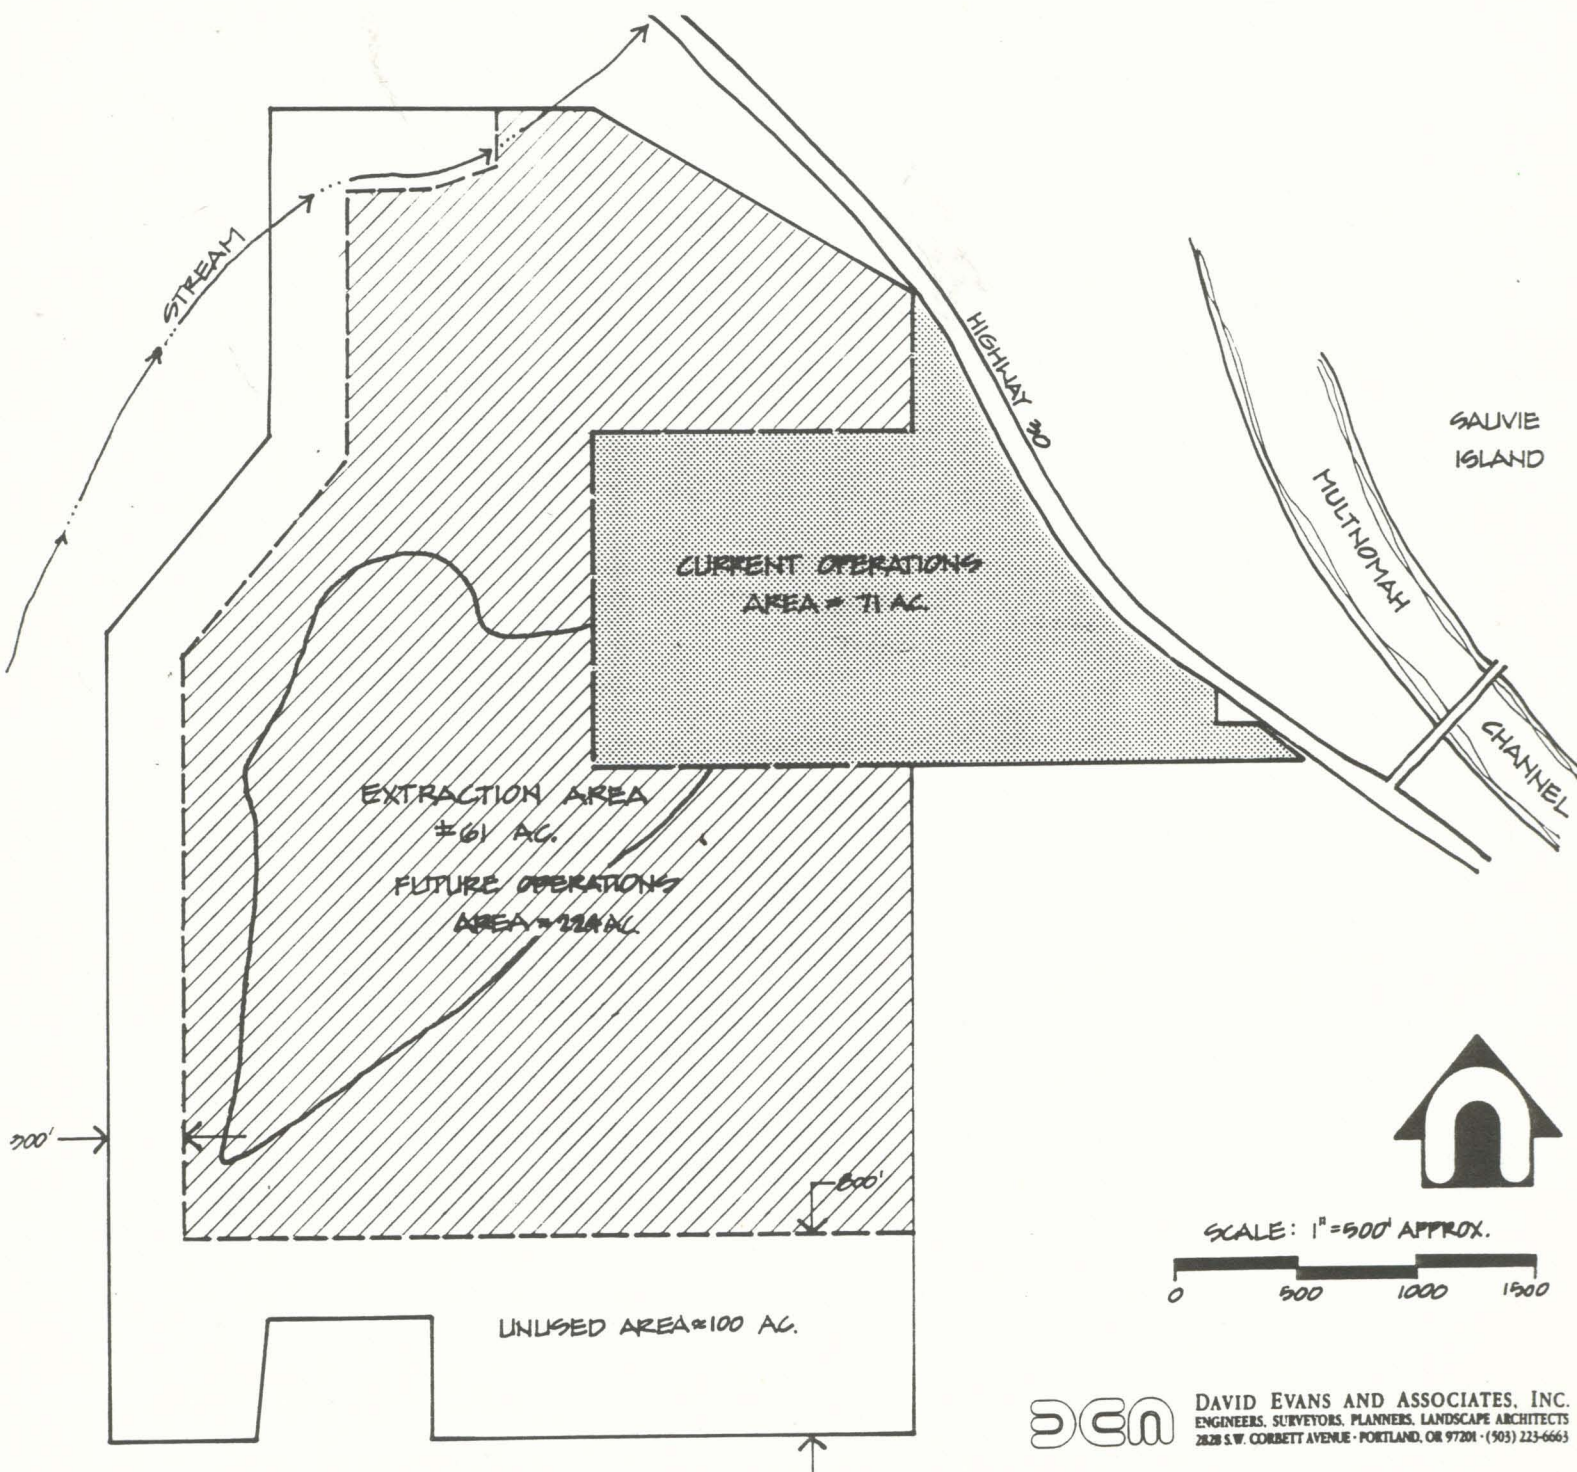 STREAM
HIGHWAY 30
SAUVIE
ISLAND
MULTNOMAH
CHANNEL
CURRENT OPERATIONS
AREA ≈ 71 AC.
EXTRACTION AREA
≈61 AC.
FUTURE OPERATIONS
AREA ≈ 224 AC.
300'
800'
SCALE: 1"=500' APPROX.
0 500 1000 1500
UNUSED AREA≈100 AC.
DAVID EVANS AND ASSOCIATES, INC.
ENGINEERS, SURVEYORS, PLANNERS, LANDSCAPE ARCHITECTS
2828 S.W. CORBETT AVENUE · PORTLAND, OR 97201 · (503) 223-6663